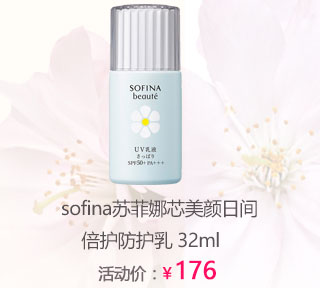 SOFINA
beauté
UV乳液
さっぱり
SPF50+ PA+++
sofina苏菲娜芯美颜日间
倍护防护乳 32ml
活动价：¥176